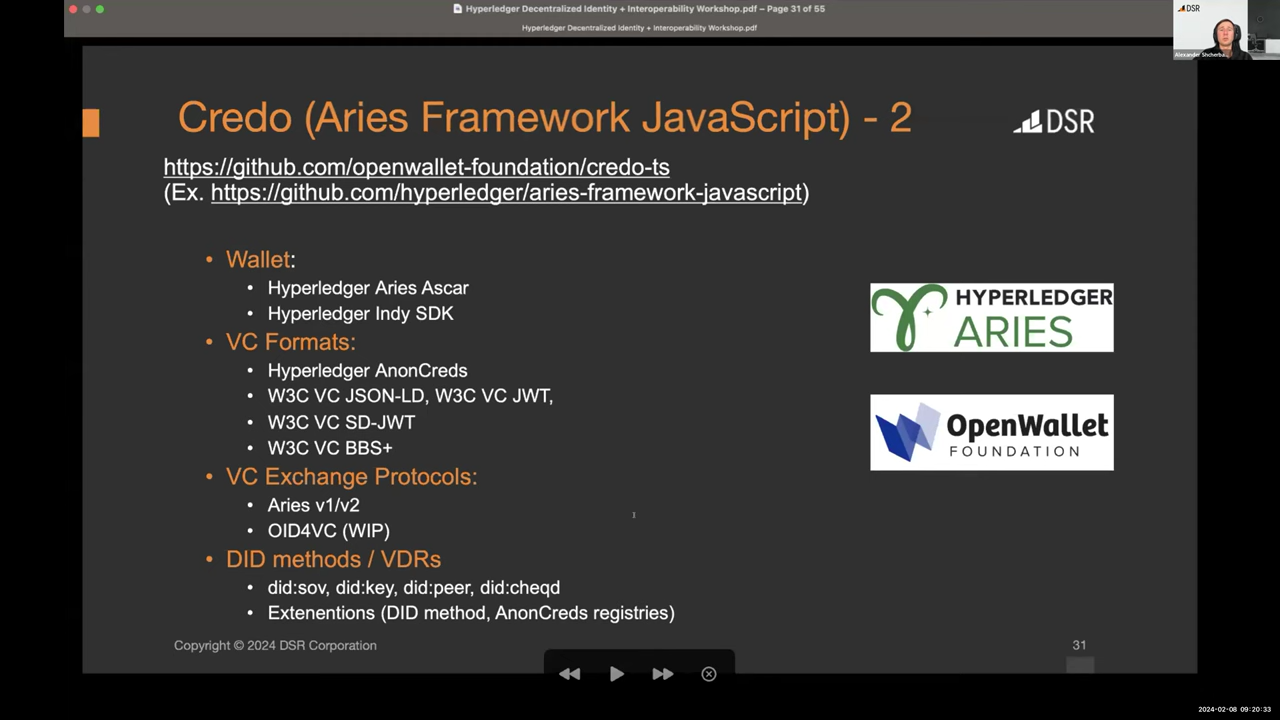 Hyperledger Decentralized Identity + Interoperability Workshop.pdf – Page 31 of 55
Hyperledger Decentralized Identity + Interoperability Workshop.pdf
DSR
Alexander Shcherba...
Credo (Aries Framework JavaScript) - 2
DSR
https://github.com/openwallet-foundation/credo-ts
(Ex. https://github.com/hyperledger/aries-framework-javascript)
• Wallet:
• Hyperledger Aries Ascar
• Hyperledger Indy SDK
• VC Formats:
• Hyperledger AnonCreds
• W3C VC JSON-LD, W3C VC JWT,
• W3C VC SD-JWT
• W3C VC BBS+
• VC Exchange Protocols:
• Aries v1/v2
• OID4VC (WIP)
• DID methods / VDRs
• did:sov, did:key, did:peer, did:cheqd
• Extenentions (DID method, AnonCreds registries)
HYPERLEDGER
ARIES
OpenWallet
FOUNDATION
Copyright © 2024 DSR Corporation
31
2024-02-08 09:20:33